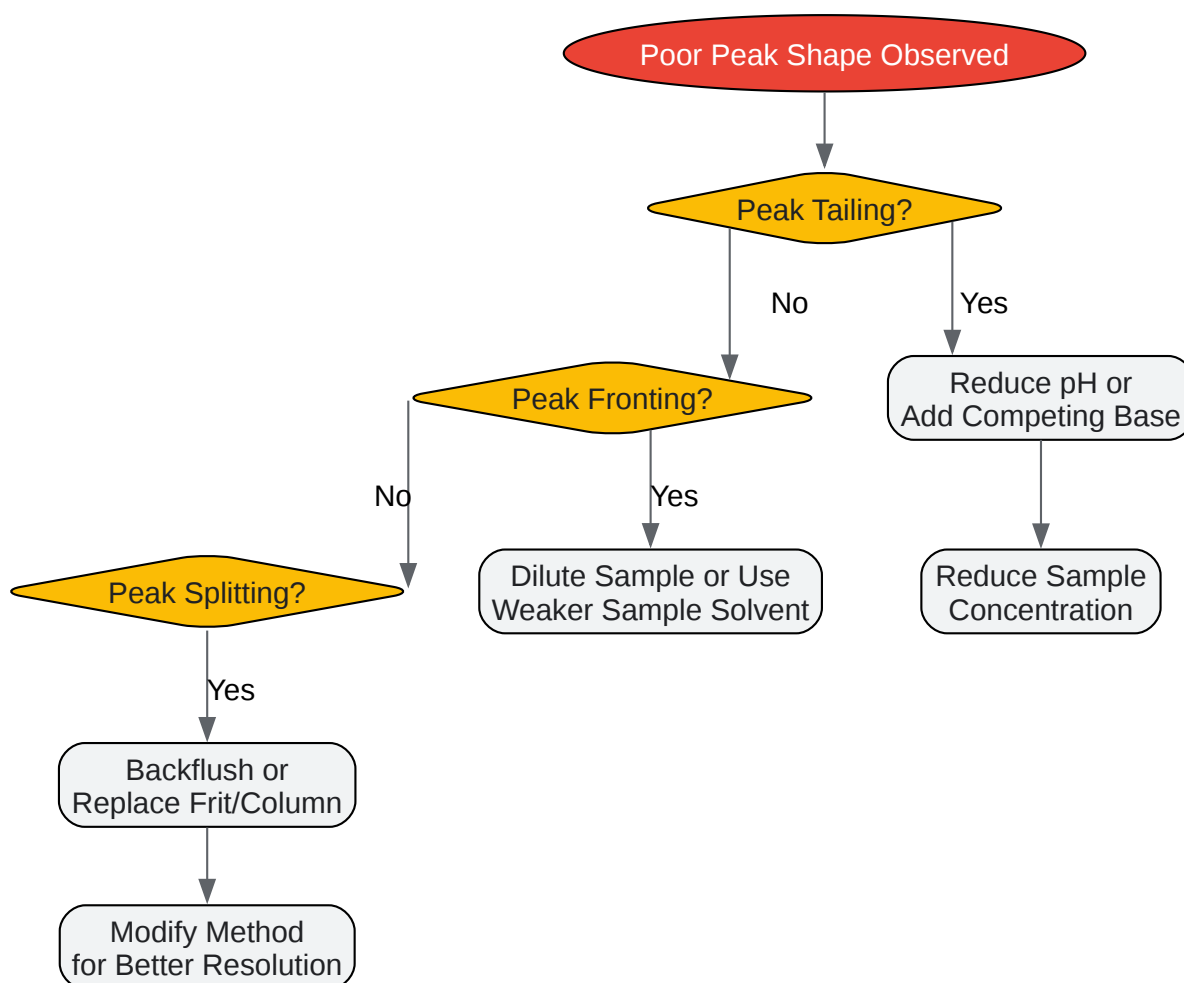 Poor Peak Shape Observed
Peak Tailing?
No
Yes
Peak Fronting?
Reduce pH or
Add Competing Base
No
Yes
Peak Splitting?
Dilute Sample or Use
Weaker Sample Solvent
Reduce Sample
Concentration
Yes
Backflush or
Replace Frit/Column
Modify Method
for Better Resolution